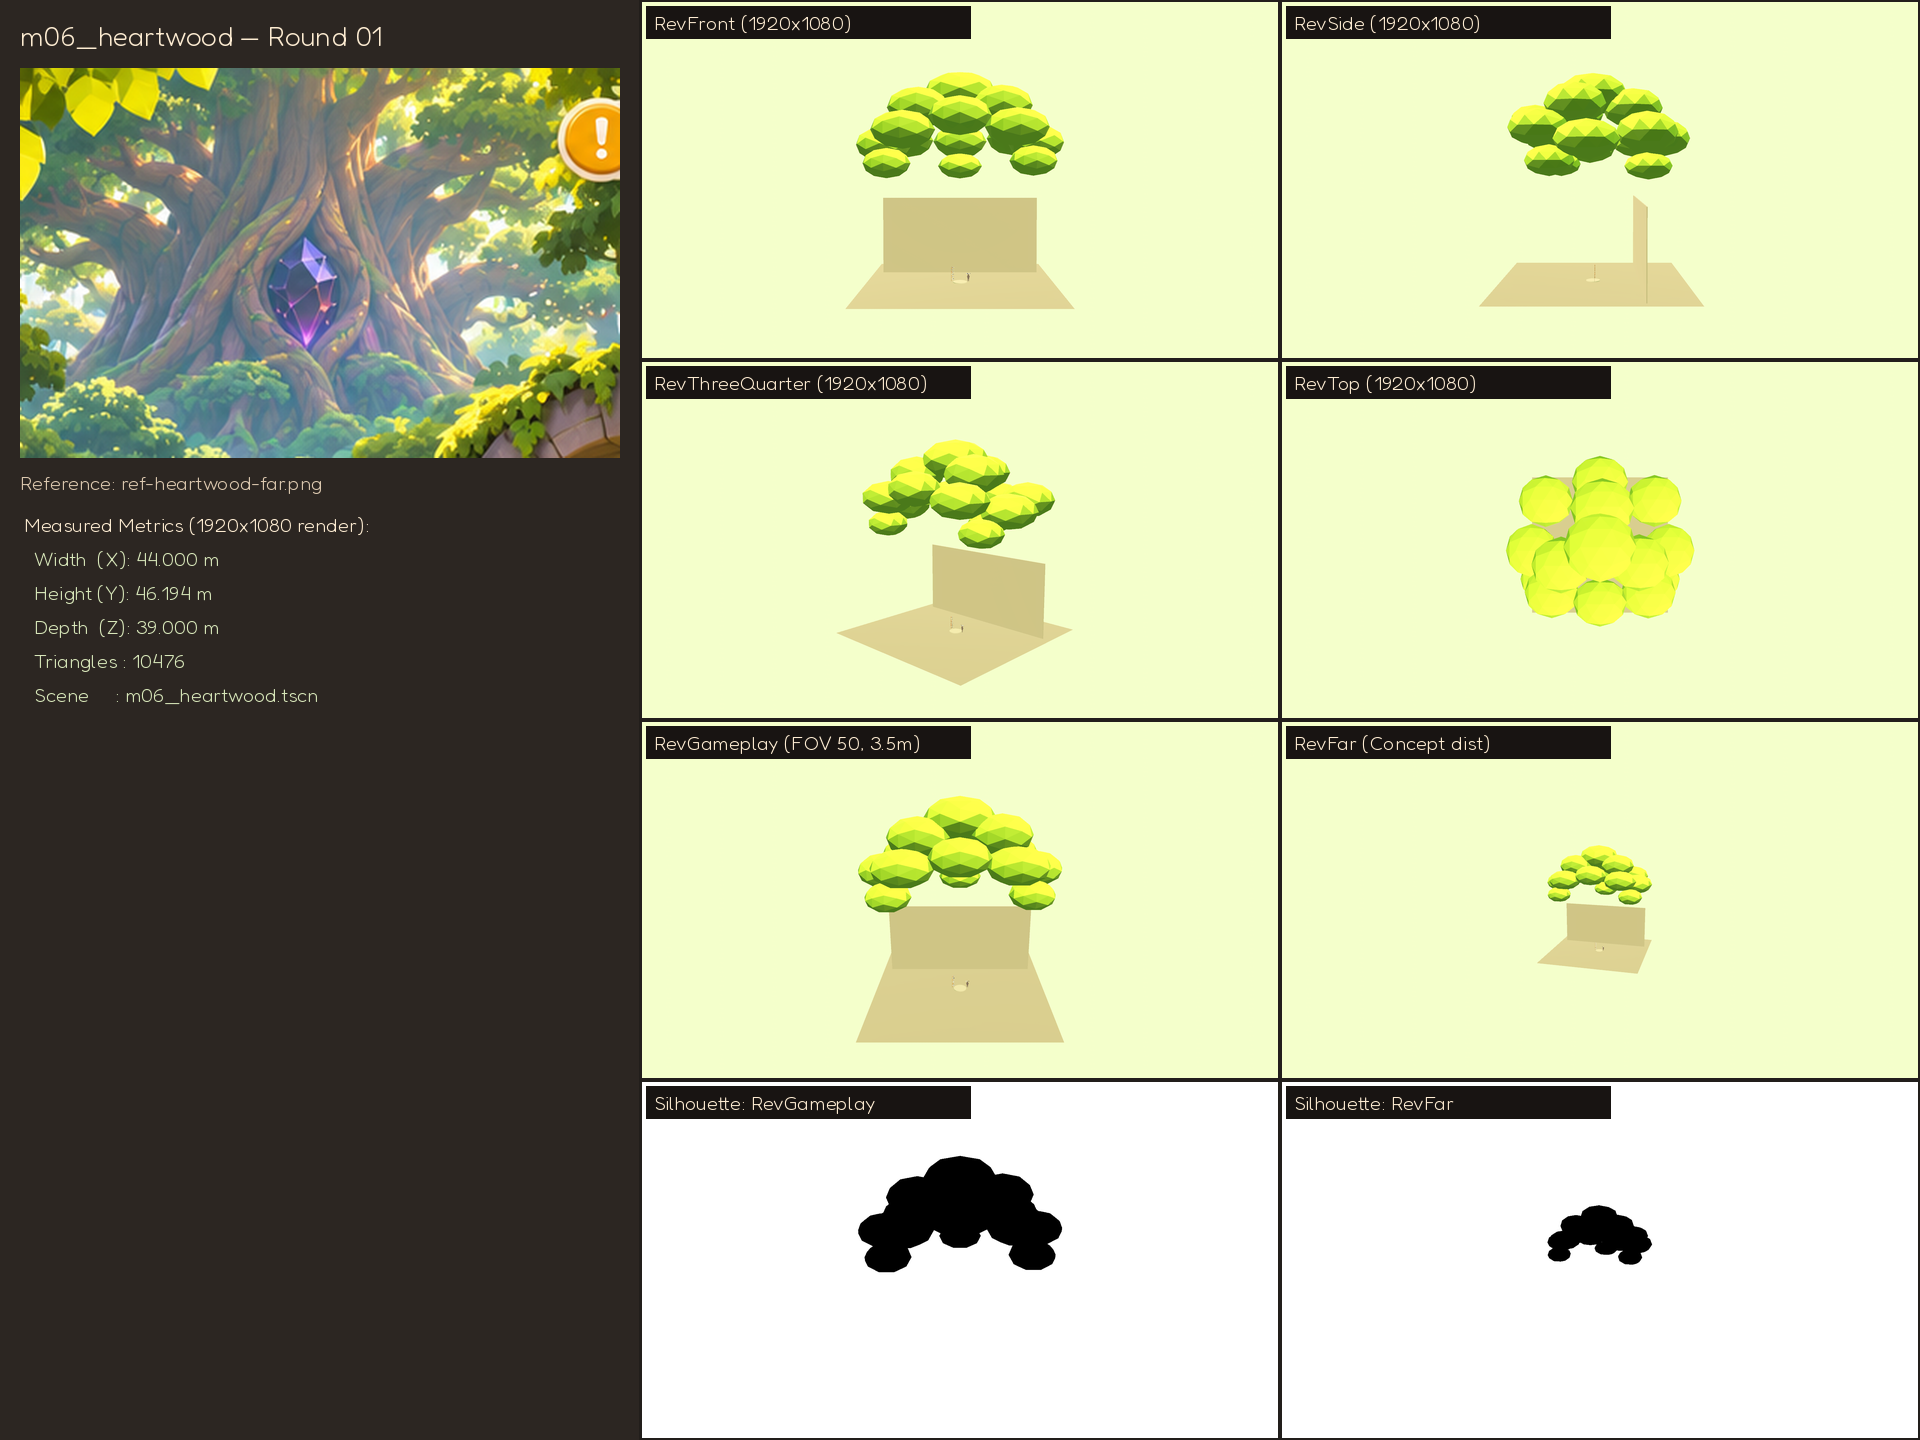 m06_heartwood — Round 01
!
Reference: ref-heartwood-far.png
Measured Metrics (1920x1080 render):
Width (X): 44.000 m
Height (Y): 46.194 m
Depth (Z): 39.000 m
Triangles : 10476
Scene : m06_heartwood.tscn
RevFront (1920x1080)
RevSide (1920x1080)
RevThreeQuarter (1920x1080)
RevTop (1920x1080)
RevGameplay (FOV 50, 3.5m)
RevFar (Concept dist)
Silhouette: RevGameplay
Silhouette: RevFar